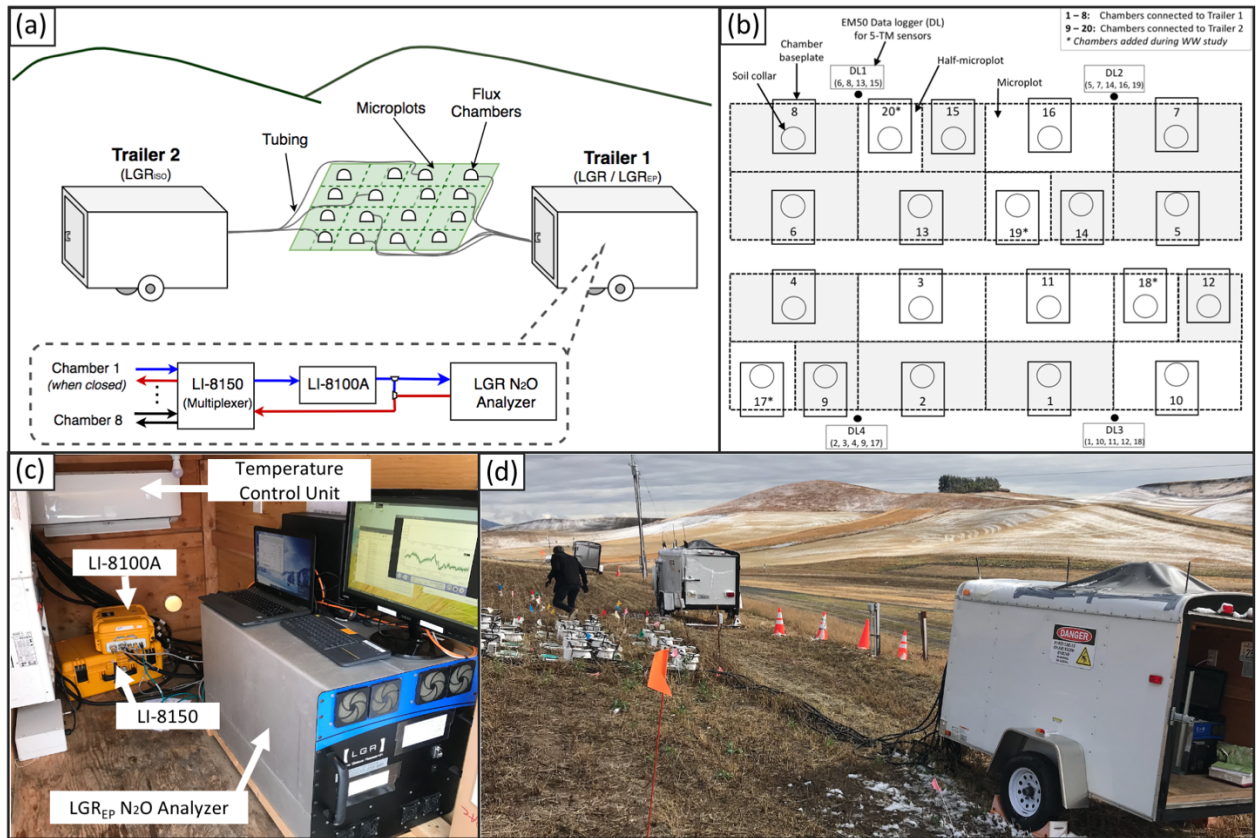 (a)
Trailer 2
(LGRISO)
Tubing
Microplots
Flux
Chambers
Trailer 1
(LGR / LGREP)
Chamber 1
(when closed)
Chamber 8
LI-8150
(Multiplexer)
LI-8100A
LGR N2O
Analyzer
(b)
EM50 Data logger (DL)
for 5-TM sensors
1 – 8: Chambers connected to Trailer 1
9 – 20: Chambers connected to Trailer 2
* Chambers added during WW study
Chamber
baseplate
Soil collar
DL1
(6, 8, 13, 15)
Half-microplot
Microplot
DL2
(5, 7, 14, 16, 19)
8
20*
15
16
7
6
13
19*
14
5
4
3
11
18*
12
17*
9
2
1
10
DL4
(2, 3, 4, 9, 17)
DL3
(1, 10, 11, 12, 18)
(c)
Temperature
Control Unit
LI-8100A
LI-8150
LGR
LGREP N2O Analyzer
(d)
DANGER